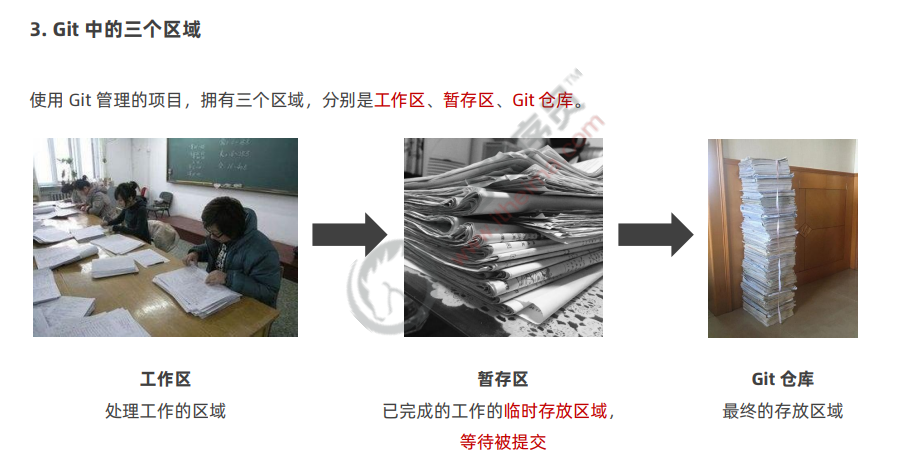 3. Git 中的三个区域
使用 Git 管理的项目，拥有三个区域，分别是工作区、暂存区、Git 仓库。
工作区
处理工作的区域
暂存区
已完成的工作的临时存放区域，
等待被提交
Git 仓库
最终的存放区域